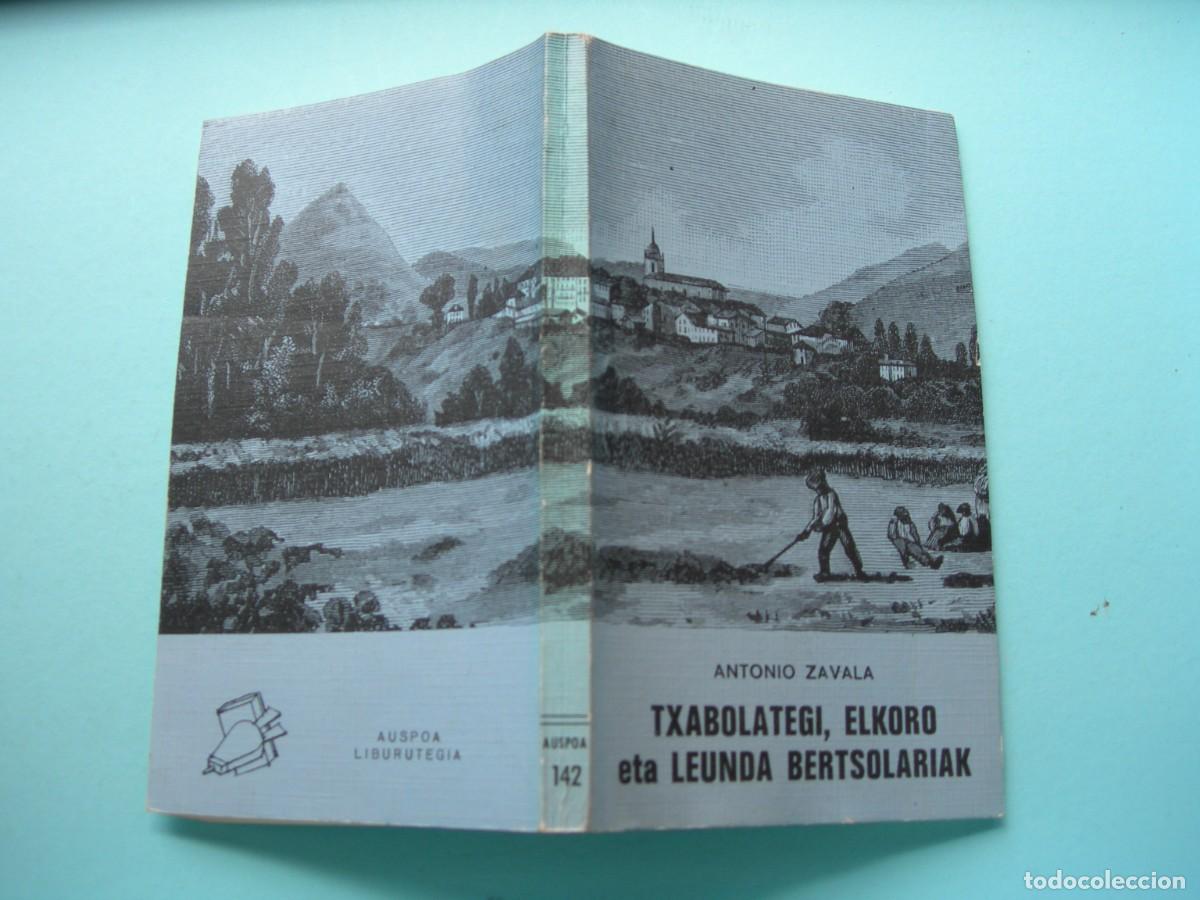 ANTONIO ZAVALA
TXABOLATEGI, ELKORO
eta LEUNDA BERTSOLARIAK
AUSPOA
LIBURUTEGIA
AUSPOA
142
todocoleccion